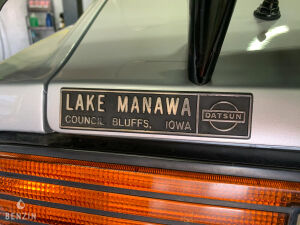 LAKE MANAWA
COUNCIL BLUFFS, IOWA
DATSUN
BENZIN